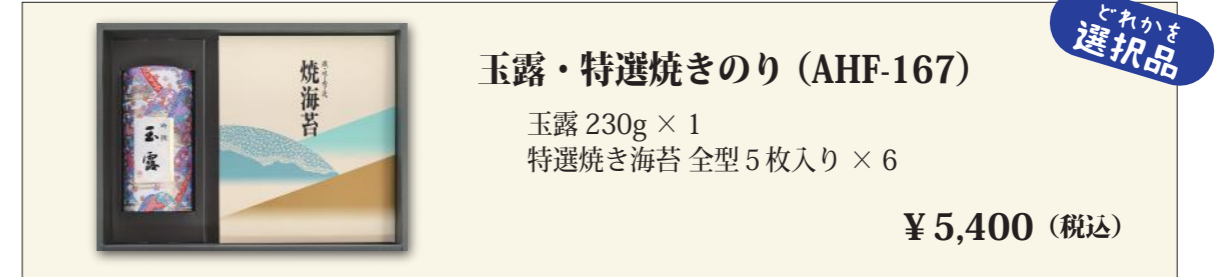 どれかを
選択品
玉露・特選焼きのり(AHF-167)
玉露 230g × 1
特選焼き海苔 全型5枚入り × 6
¥5,400(税込)
焼海苔
玉露